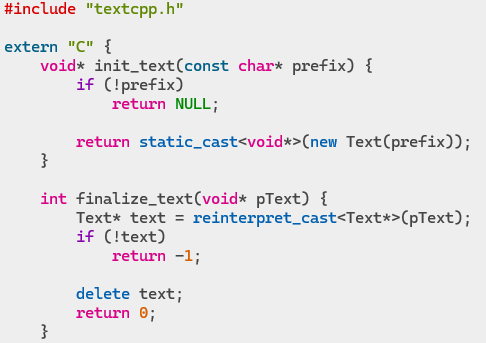 #include "textcpp.h"
extern "C" {
    void* init_text(const char* prefix) {
        if (!prefix)
            return NULL;
        return static_cast<void*>(new Text(prefix));
    }
    int finalize_text(void* pText) {
        Text* text = reinterpret_cast<Text*>(pText);
        if (!text)
            return -1;
        delete text;
        return 0;
    }